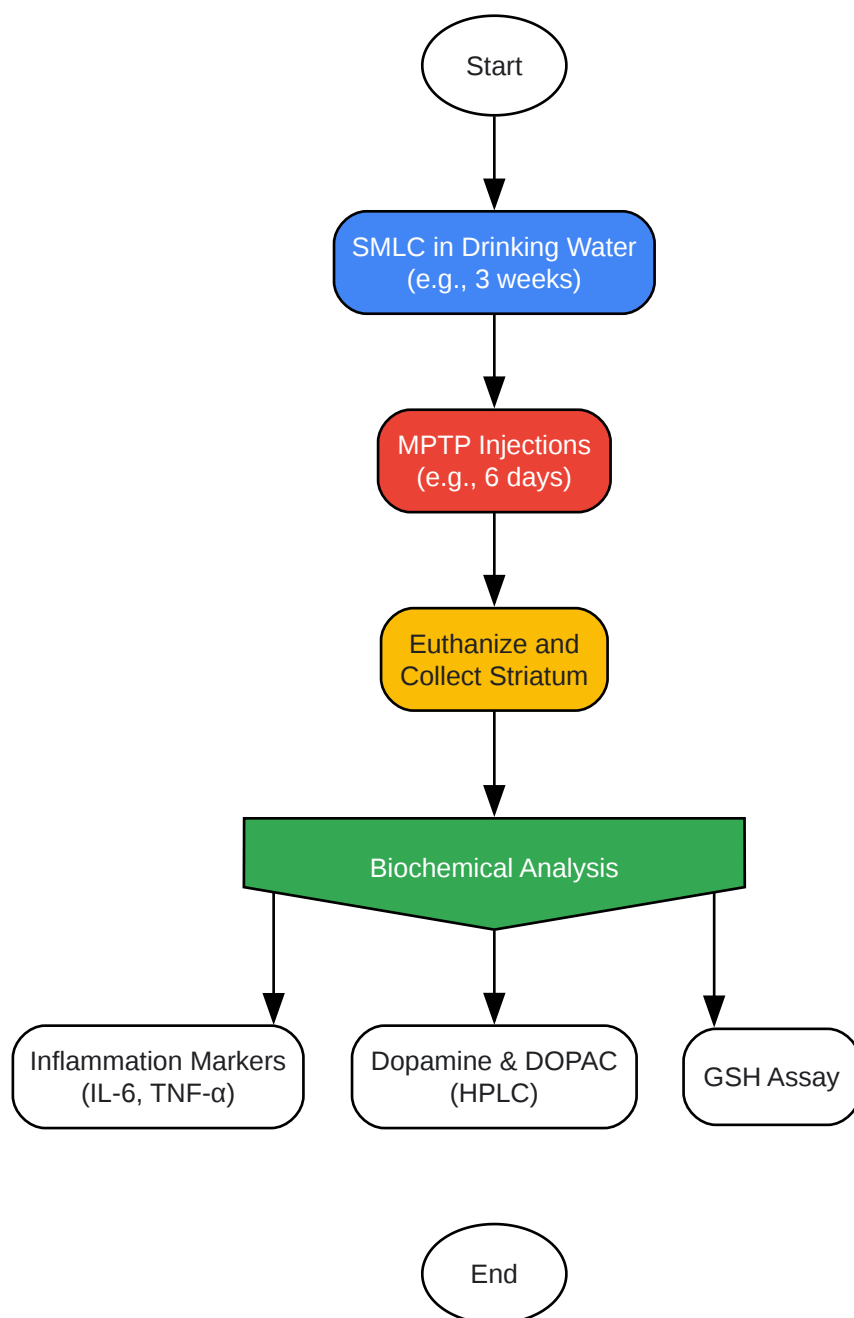 Start
SMLC in Drinking Water
(e.g., 3 weeks)
MPTP Injections
(e.g., 6 days)
Euthanize and
Collect Striatum
Biochemical Analysis
Inflammation Markers
(IL-6, TNF-α)
Dopamine & DOPAC
(HPLC)
GSH Assay
End